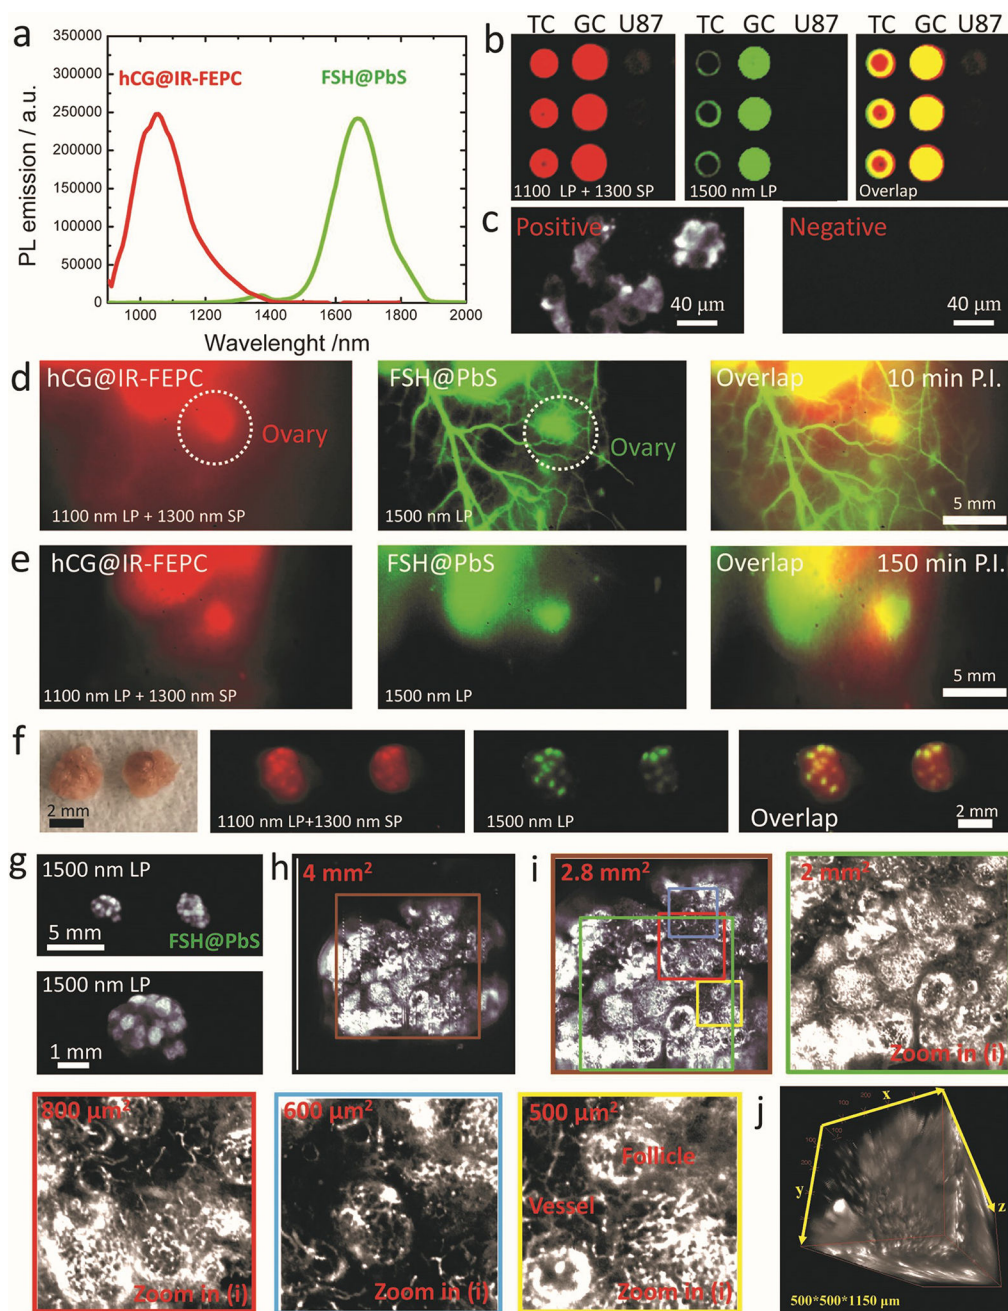 a
350000
300000
250000
200000
150000
100000
50000
0
PL emission / a.u.
hCG@IR-FEPC
FSH@PbS
1000 1200 1400 1600 1800 2000
Wavelenght /nm
b
TC GC U87
TC GC U87
TC GC U87
1100 LP + 1300 SP
1500 nm LP
Overlap
c
Positive
40 µm
Negative
40 µm
d
hCG@IR-FEPC
Ovary
1100 nm LP + 1300 nm SP
FSH@PbS
Ovary
1500 nm LP
Overlap 10 min P.I.
5 mm
e
hCG@IR-FEPC
1100 nm LP + 1300 nm SP
FSH@PbS
1500 nm LP
Overlap 150 min P.I.
5 mm
f
2 mm
1100 nm LP+1300 nm SP
1500 nm LP
Overlap
2 mm
g
1500 nm LP
5 mm
FSH@PbS
1500 nm LP
1 mm
h
4 mm²
i
2.8 mm²
2 mm²
Zoom in (i)
800 µm²
Zoom in (i)
600 µm²
Zoom in (i)
500 µm²
Follicle
Vessel
Zoom in (i)
j
x
y
z
500*500*1150 µm